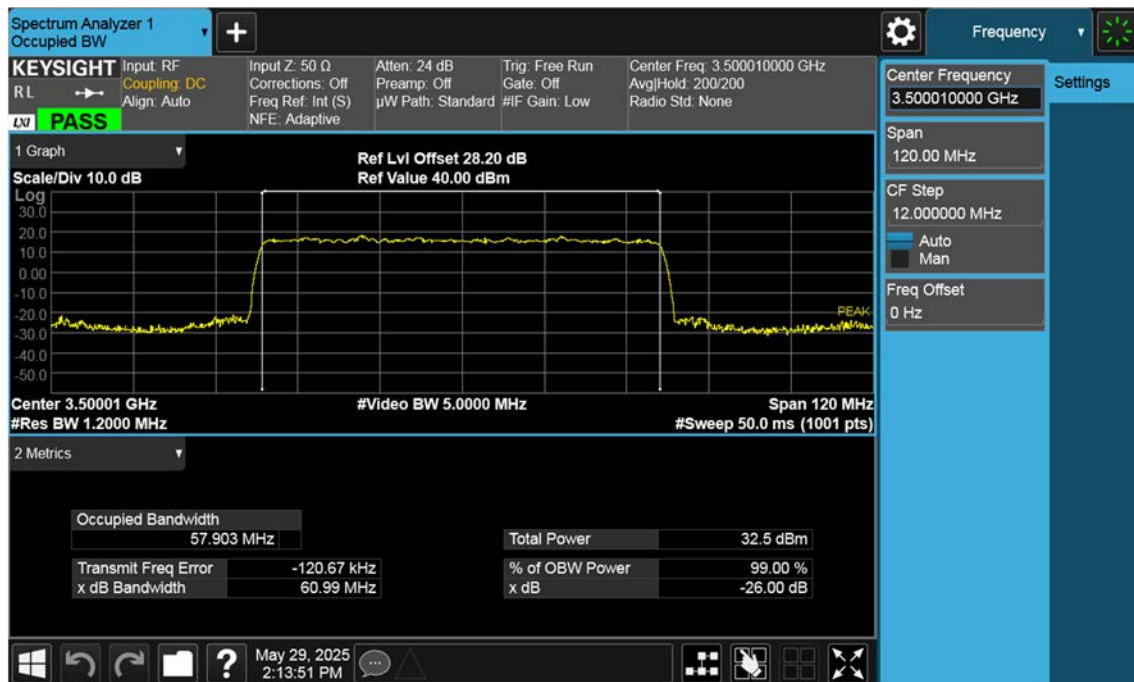 Spectrum Analyzer 1
Occupied BW
+
Frequency
KEYSIGHT
RL
LXI PASS
Input: RF
Coupling: DC
Align: Auto
Input Z: 50 Ω
Corrections: Off
Freq Ref: Int (S)
NFE: Adaptive
Atten: 24 dB
Preamp: Off
µW Path: Standard
Trig: Free Run
Gate: Off
#IF Gain: Low
Center Freq: 3.500010000 GHz
Avg|Hold: 200/200
Radio Std: None
Center Frequency
3.500010000 GHz
Settings
Span
120.00 MHz
CF Step
12.000000 MHz
Auto
Man
Freq Offset
0 Hz
1 Graph
Scale/Div 10.0 dB
Ref Lvl Offset 28.20 dB
Ref Value 40.00 dBm
Log
30.0
20.0
10.0
0.00
-10.0
-20.0
-30.0
-40.0
-50.0
PEAK
Center 3.50001 GHz
#Video BW 5.0000 MHz
Span 120 MHz
#Res BW 1.2000 MHz
#Sweep 50.0 ms (1001 pts)
2 Metrics
Occupied Bandwidth
57.903 MHz
Total Power 32.5 dBm
Transmit Freq Error -120.67 kHz
% of OBW Power 99.00 %
x dB Bandwidth 60.99 MHz
x dB -26.00 dB
?
May 29, 2025
2:13:51 PM